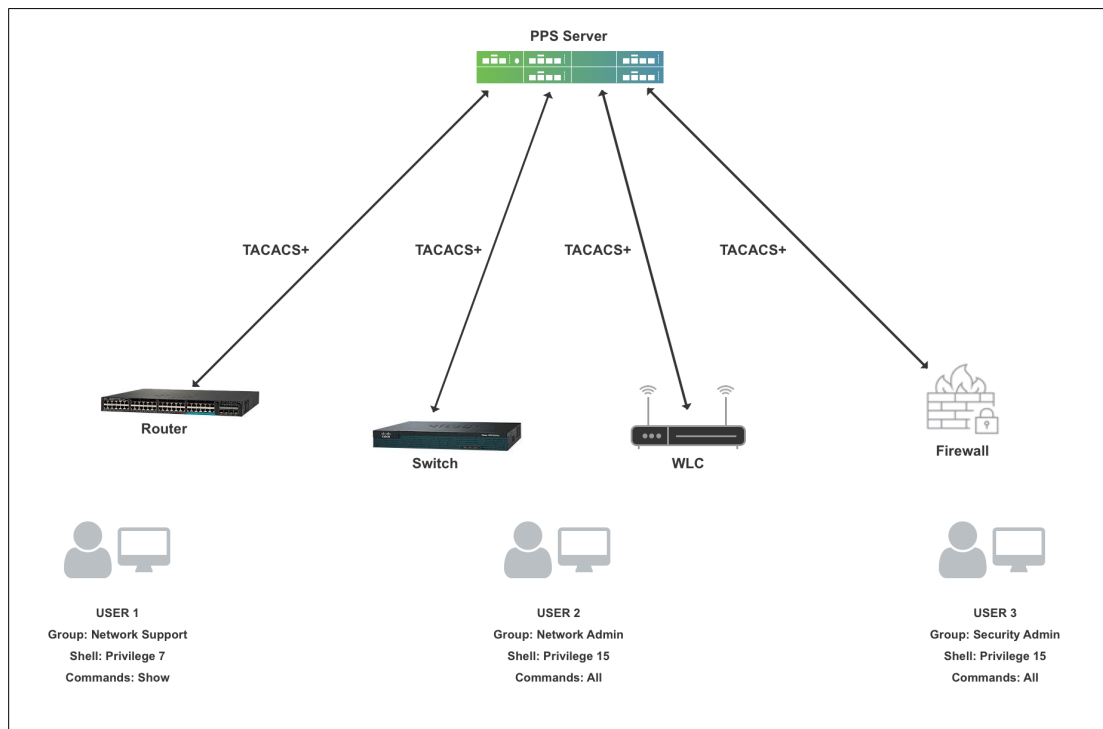 PPS Server
TACACS+
TACACS+
TACACS+
TACACS+
Router
Switch
WLC
Firewall
USER 1
Group: Network Support
Shell: Privilege 7
Commands: Show
USER 2
Group: Network Admin
Shell: Privilege 15
Commands: All
USER 3
Group: Security Admin
Shell: Privilege 15
Commands: All